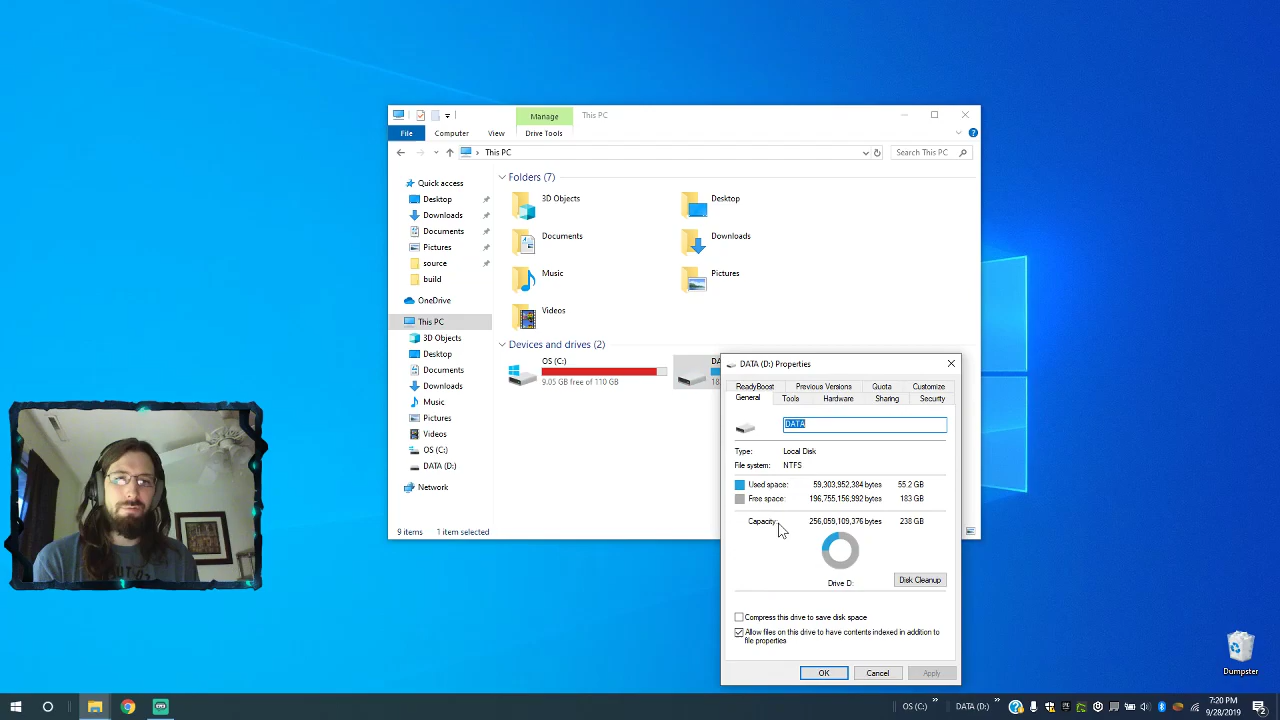 Manage
This PC
File
Computer
View
Drive Tools
This PC
Search This PC
Quick access
Desktop
Downloads
Documents
Pictures
source
build
OneDrive
This PC
3D Objects
Desktop
Documents
Downloads
Music
Pictures
Videos
OS (C:)
DATA (D:)
Network
Folders (7)
3D Objects
Desktop
Documents
Downloads
Music
Pictures
Videos
Devices and drives (2)
OS (C:)
9.05 GB free of 110 GB
9 items
1 item selected
DATA (D:) Properties
ReadyBoost
Previous Versions
Quota
Customize
General
Tools
Hardware
Sharing
Security
DATA
Type: Local Disk
File system: NTFS
Used space: 59,303,952,384 bytes 55.2 GB
Free space: 196,755,156,992 bytes 183 GB
Capacity: 256,059,109,376 bytes 238 GB
Drive D:
Disk Cleanup
Compress this drive to save disk space
Allow files on this drive to have contents indexed in addition to
file properties
OK
Cancel
Apply
Dumpster
OS (C:)
DATA (D:)
7:20 PM
9/28/2019
2